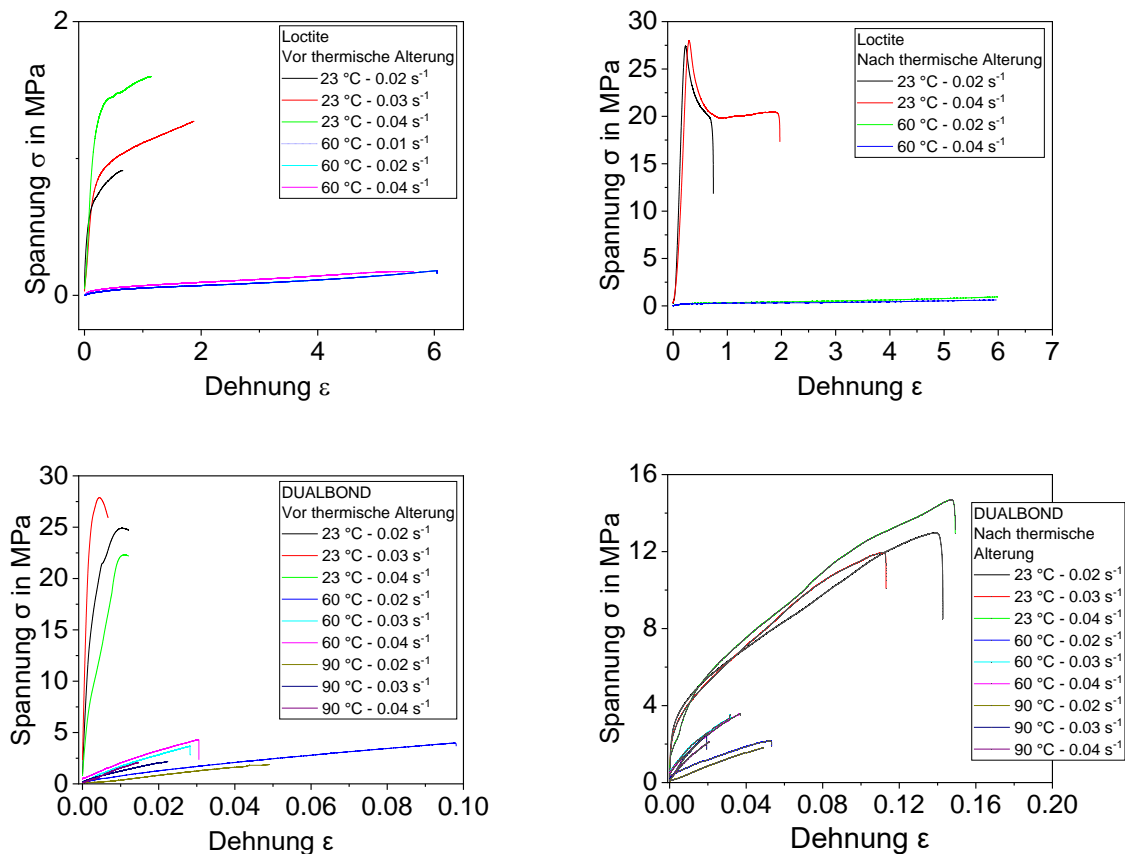 Loctite
Vor thermische Alterung
23 °C - 0.02 s⁻¹
23 °C - 0.03 s⁻¹
23 °C - 0.04 s⁻¹
60 °C - 0.01 s⁻¹
60 °C - 0.02 s⁻¹
60 °C - 0.04 s⁻¹
Spannung σ in MPa
2
0
0 2 4 6
Dehnung ε
Loctite
Nach thermische Alterung
23 °C - 0.02 s⁻¹
23 °C - 0.04 s⁻¹
60 °C - 0.02 s⁻¹
60 °C - 0.04 s⁻¹
Spannung σ in MPa
30
25
20
15
10
5
0
0 1 2 3 4 5 6 7
Dehnung ε
DUALBOND
Vor thermische Alterung
23 °C - 0.02 s⁻¹
23 °C - 0.03 s⁻¹
23 °C - 0.04 s⁻¹
60 °C - 0.02 s⁻¹
60 °C - 0.03 s⁻¹
60 °C - 0.04 s⁻¹
90 °C - 0.02 s⁻¹
90 °C - 0.03 s⁻¹
90 °C - 0.04 s⁻¹
Spannung σ in MPa
30
25
20
15
10
5
0
0.00 0.02 0.04 0.06 0.08 0.10
Dehnung ε
DUALBOND
Nach thermische
Alterung
23 °C - 0.02 s⁻¹
23 °C - 0.03 s⁻¹
23 °C - 0.04 s⁻¹
60 °C - 0.02 s⁻¹
60 °C - 0.03 s⁻¹
60 °C - 0.04 s⁻¹
90 °C - 0.02 s⁻¹
90 °C - 0.03 s⁻¹
90 °C - 0.04 s⁻¹
Spannung σ in MPa
16
12
8
4
0
0.00 0.04 0.08 0.12 0.16 0.20
Dehnung ε